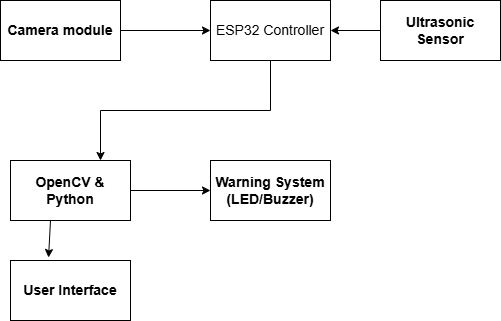 Camera module
ESP32 Controller
Ultrasonic
Sensor
OpenCV &
Python
Warning System
(LED/Buzzer)
User Interface